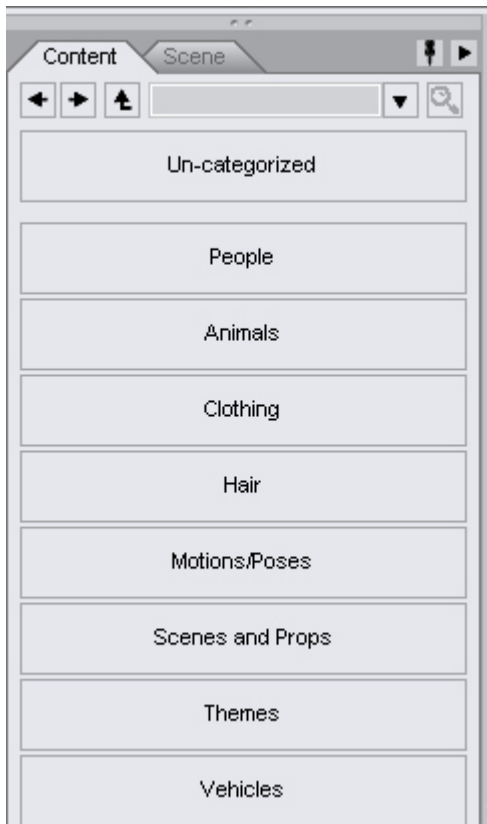 Content Scene
Un-categorized
People
Animals
Clothing
Hair
Motions/Poses
Scenes and Props
Themes
Vehicles